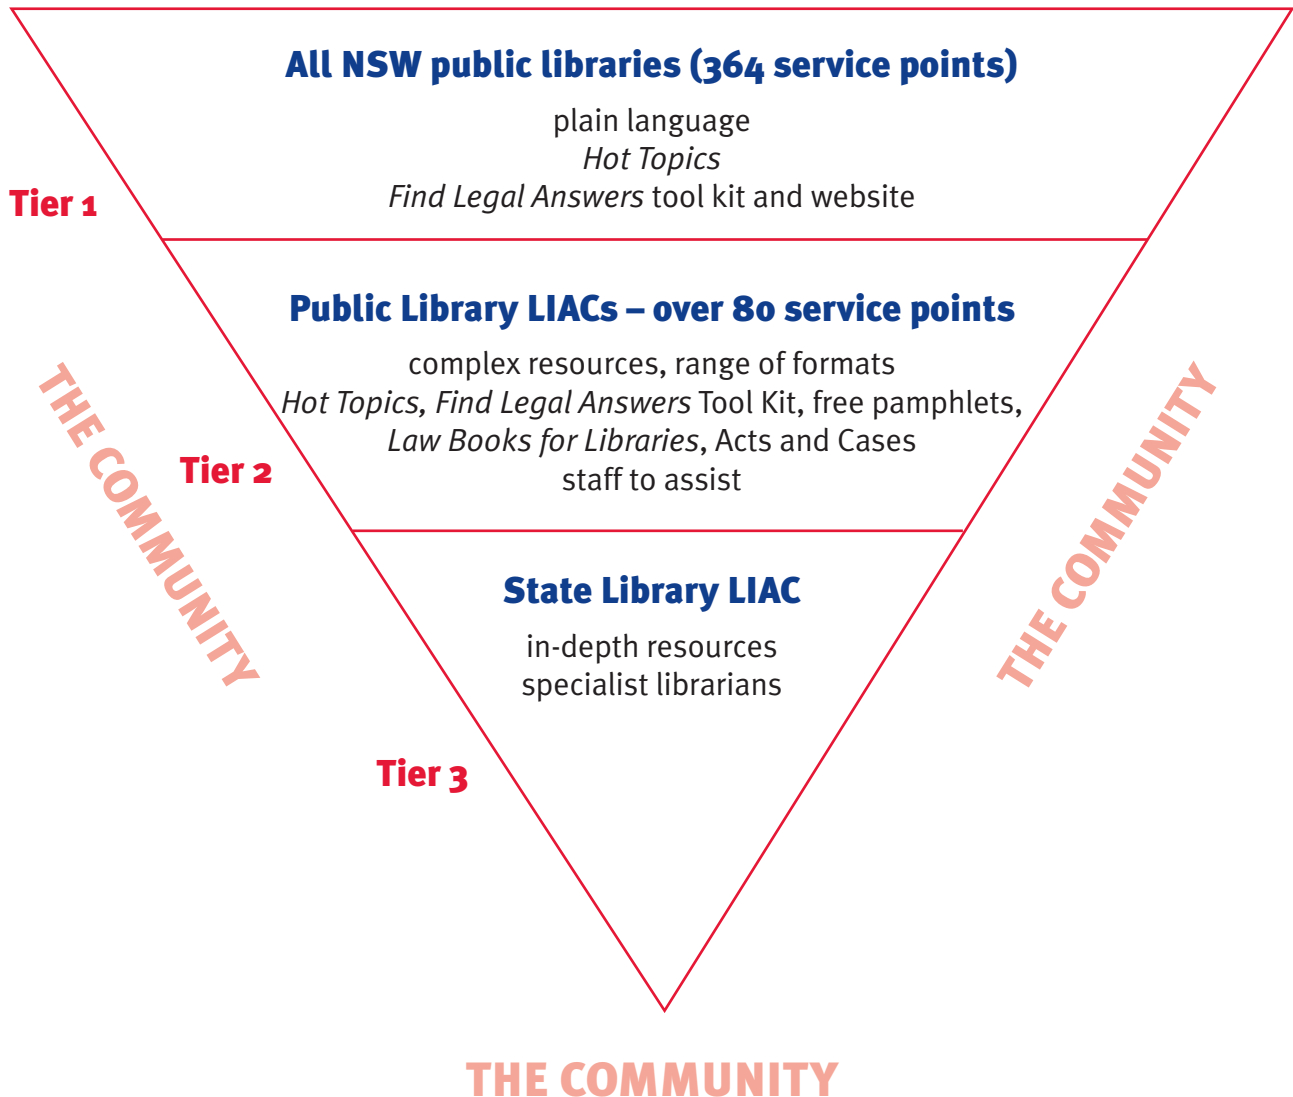 All NSW public libraries (364 service points)
plain language
Hot Topics
Find Legal Answers tool kit and website
Tier 1
Public Library LIACs – over 80 service points
complex resources, range of formats
Hot Topics, Find Legal Answers Tool Kit, free pamphlets,
Law Books for Libraries, Acts and Cases
staff to assist
Tier 2
THE COMMUNITY
THE COMMUNITY
State Library LIAC
in-depth resources
specialist librarians
Tier 3
THE COMMUNITY